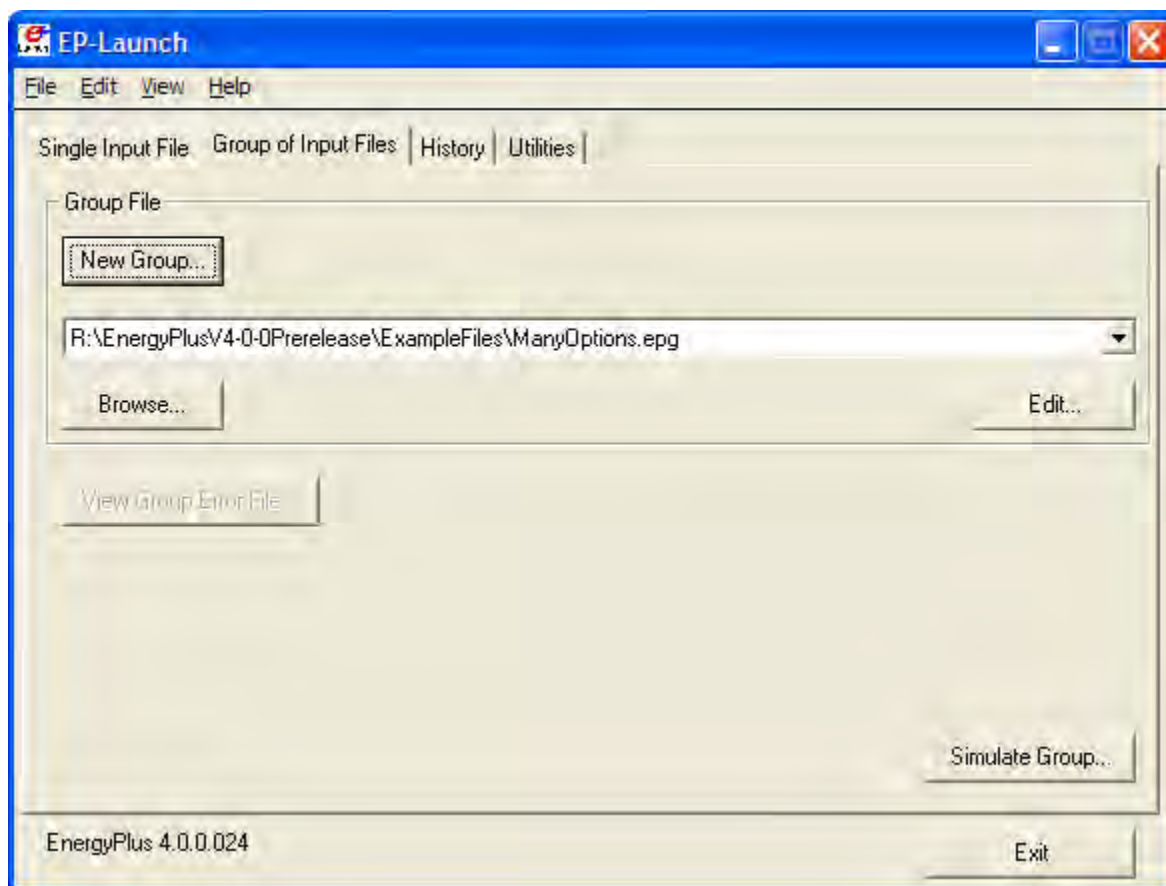 EP-Launch
File Edit View Help
Single Input File Group of Input Files History Utilities
Group File
New Group...
R:\EnergyPlusV4-0-0Prerelease\ExampleFiles\ManyOptions.epg
Browse... Edit...
View Group Error File
Simulate Group...
EnergyPlus 4.0.0.024 Exit